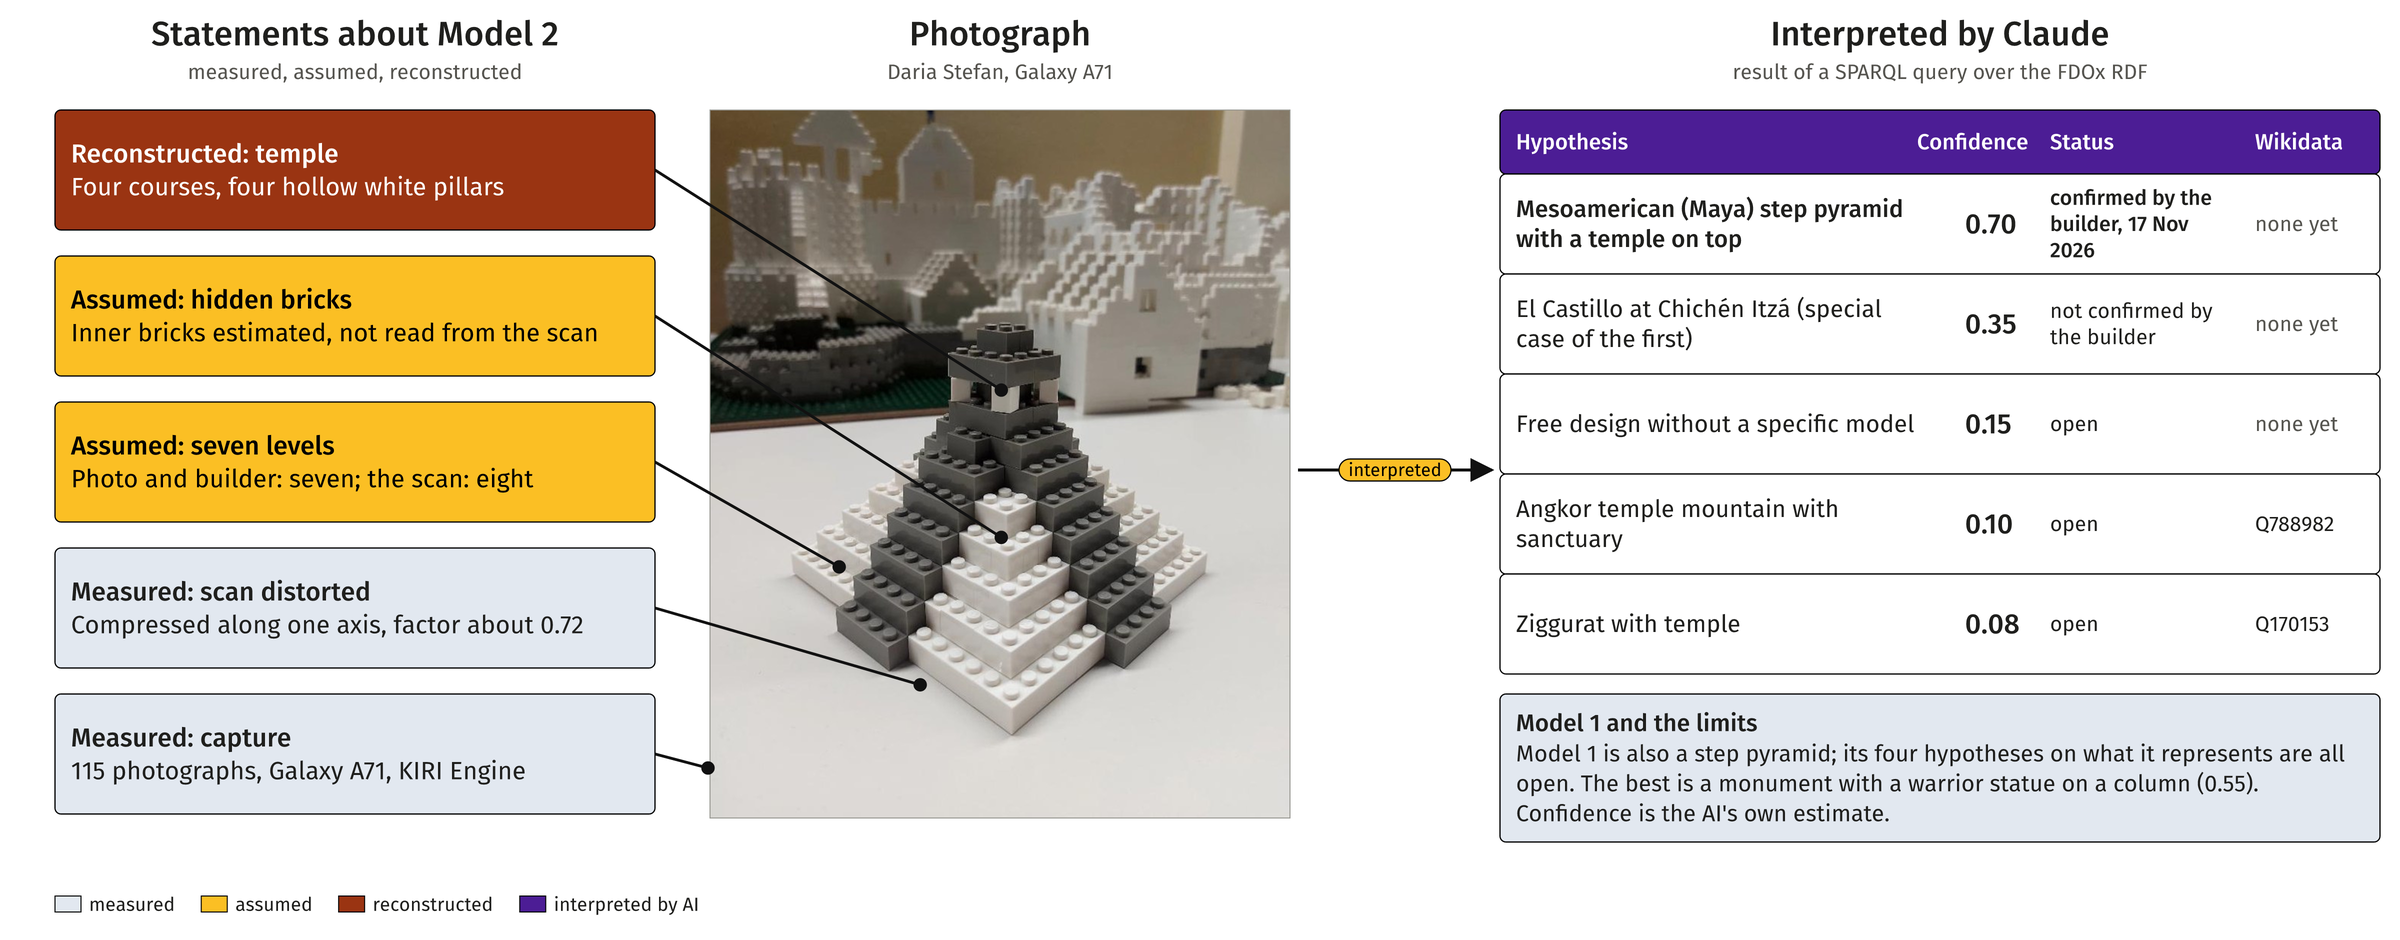 Statements about Model 2
measured, assumed, reconstructed
Reconstructed: temple
Four courses, four hollow white pillars
Assumed: hidden bricks
Inner bricks estimated, not read from the scan
Assumed: seven levels
Photo and builder: seven; the scan: eight
Measured: scan distorted
Compressed along one axis, factor about 0.72
Measured: capture
115 photographs, Galaxy A71, KIRI Engine
Photograph
Daria Stefan, Galaxy A71
interpreted
Interpreted by Claude
result of a SPARQL query over the FDOx RDF
Hypothesis Confidence Status Wikidata
Mesoamerican (Maya) step pyramid
with a temple on top
0.70
confirmed by the
builder, 17 Nov
2026
none yet
El Castillo at Chichén Itzá (special
case of the first)
0.35
not confirmed by
the builder
none yet
Free design without a specific model 0.15 open none yet
Angkor temple mountain with
sanctuary
0.10
open
Q788982
Ziggurat with temple 0.08 open Q170153
Model 1 and the limits
Model 1 is also a step pyramid; its four hypotheses on what it represents are all
open. The best is a monument with a warrior statue on a column (0.55).
Confidence is the AI's own estimate.
measured assumed reconstructed interpreted by AI